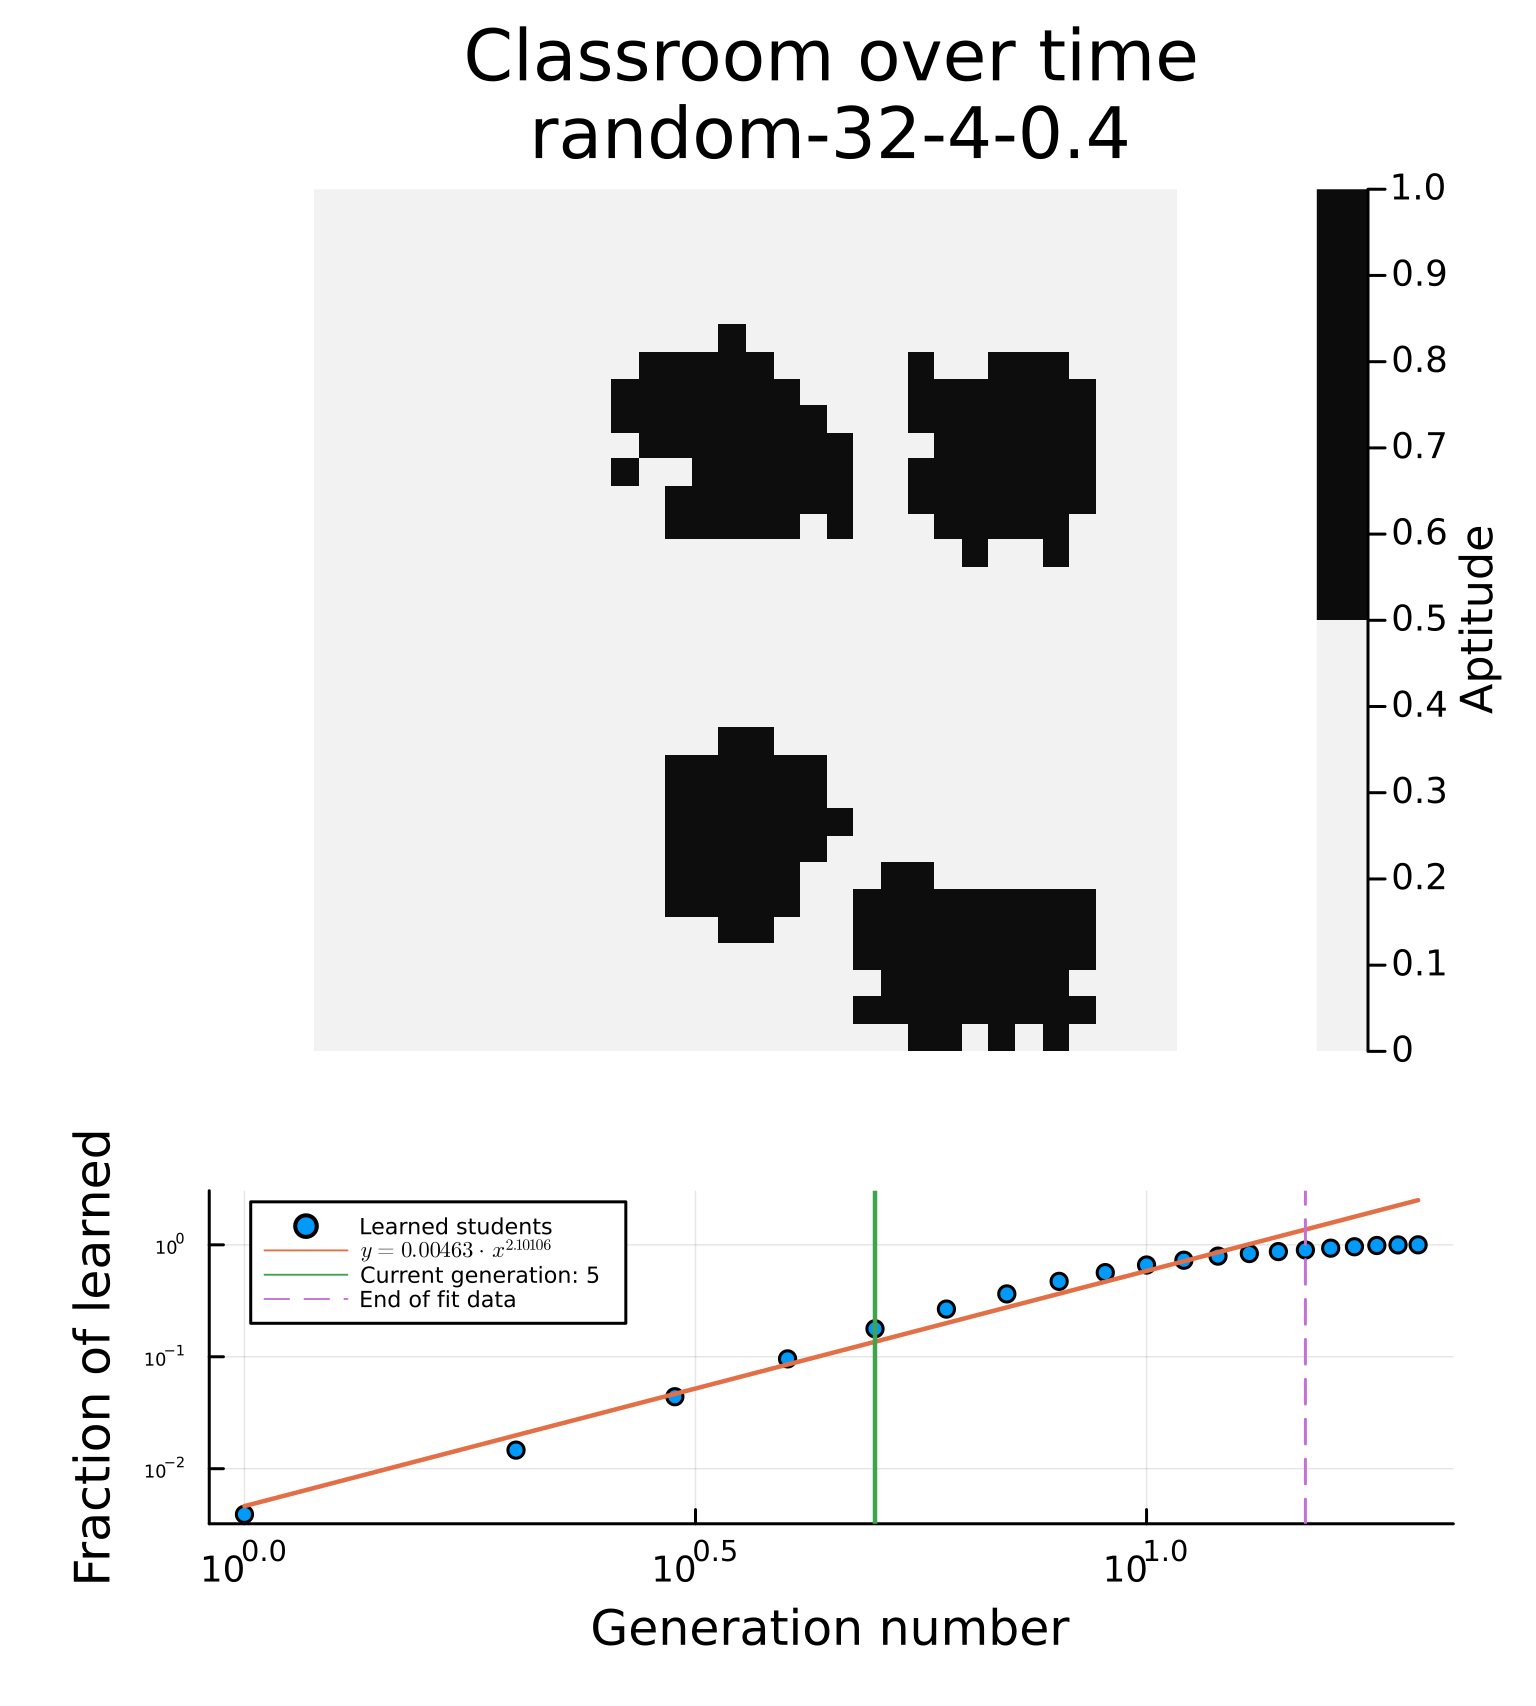 Classroom over time
random-32-4-0.4
1.0
0.9
0.8
0.7
0.6
0.5
0.4
0.3
0.2
0.1
0
Aptitude
Fraction of learned
10⁰
10⁻¹
10⁻²
Learned students
y = 0.00463 · x^{2.10106}
Current generation: 5
End of fit data
10^{0.0}
10^{0.5}
10^{1.0}
Generation number